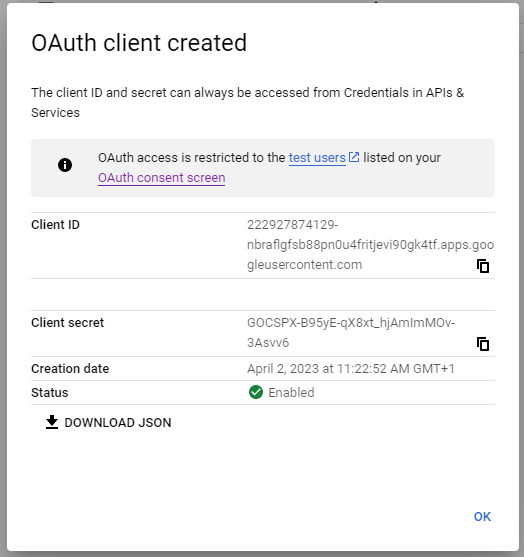 OAuth client created
The client ID and secret can always be accessed from Credentials in APIs &
Services
OAuth access is restricted to the test users listed on your
OAuth consent screen
Client ID
222927874129-
nbraflgfsb88pn0u4fritjevi90gk4tf.apps.goo
gleusercontent.com
Client secret
GOCSPX-B95yE-qX8xt_hjAmImMOv-
3Asvv6
Creation date
April 2, 2023 at 11:22:52 AM GMT+1
Status
Enabled
DOWNLOAD JSON
OK